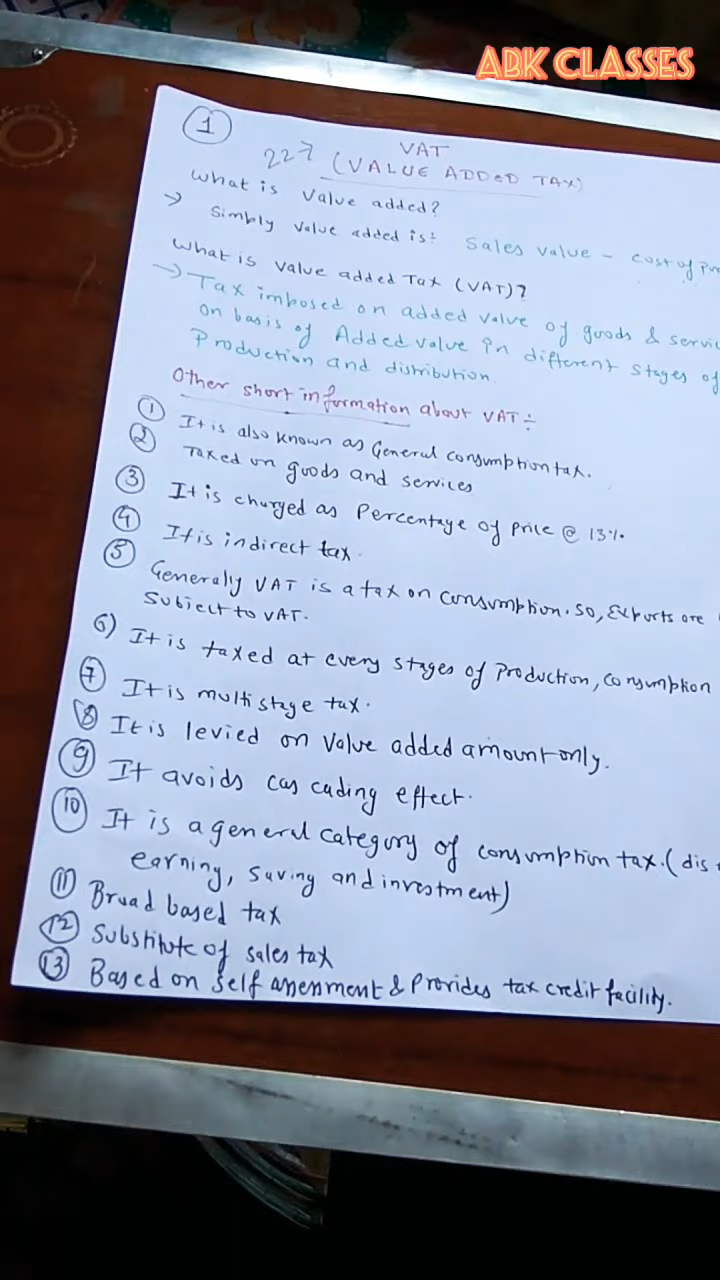 ABK CLASSES
1
VAT
227 (VALUE ADDED TAX)
What is Value added?
→ Simply value added is÷ Sales value - cost of pur
What is Value added Tax (VAT)?
→ Tax imbosed on added value of goods & servic
on basis of Added value in different stages of
Production and distribution.
Other short information about VAT÷
① It is also known as General consumption tax.
② Taxed on goods and services
③ It is charged as Percentage of price @ 13%
④ It is indirect tax.
⑤ Generally VAT is a tax on consumption. so, Exports are
Subject to VAT.
6) It is taxed at every stages of production, consumption
⑦ It is multistage tax.
⑧ It is levied on Value added amount only.
⑨ It avoids cas cading effect.
⑩ It is a general category of consumption tax. (dis
earning, saving and investment)
⑪ Broad based tax
⑫ Substitute of sales tax
⑬ Based on self assessment & Provides tax credit facility.